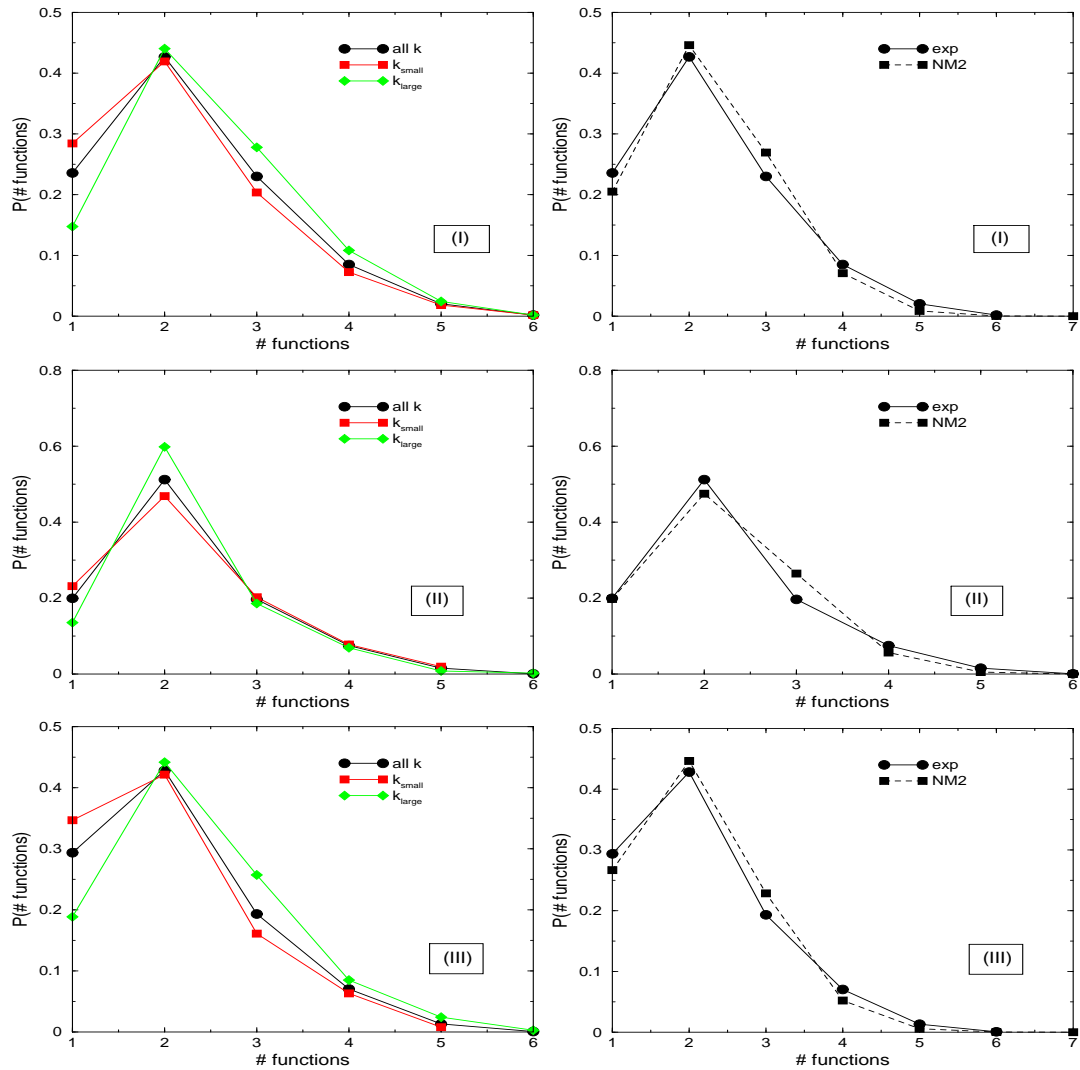 0.5
0.4
0.3
0.2
0.1
0
P(# functions)
1 2 3 4 5 6
# functions
all k
k_small
k_large
(I)
0.5
0.4
0.3
0.2
0.1
0
P(# functions)
1 2 3 4 5 6 7
# functions
exp
NM2
(I)
0.8
0.6
0.4
0.2
0
P(# functions)
1 2 3 4 5 6
# functions
all k
k_small
k_large
(II)
0.8
0.6
0.4
0.2
0
P(# functions)
1 2 3 4 5 6
# functions
exp
NM2
(II)
0.5
0.4
0.3
0.2
0.1
0
P(# functions)
1 2 3 4 5 6
# functions
all k
k_small
k_large
(III)
0.5
0.4
0.3
0.2
0.1
0
P(# functions)
1 2 3 4 5 6 7
# functions
exp
NM2
(III)